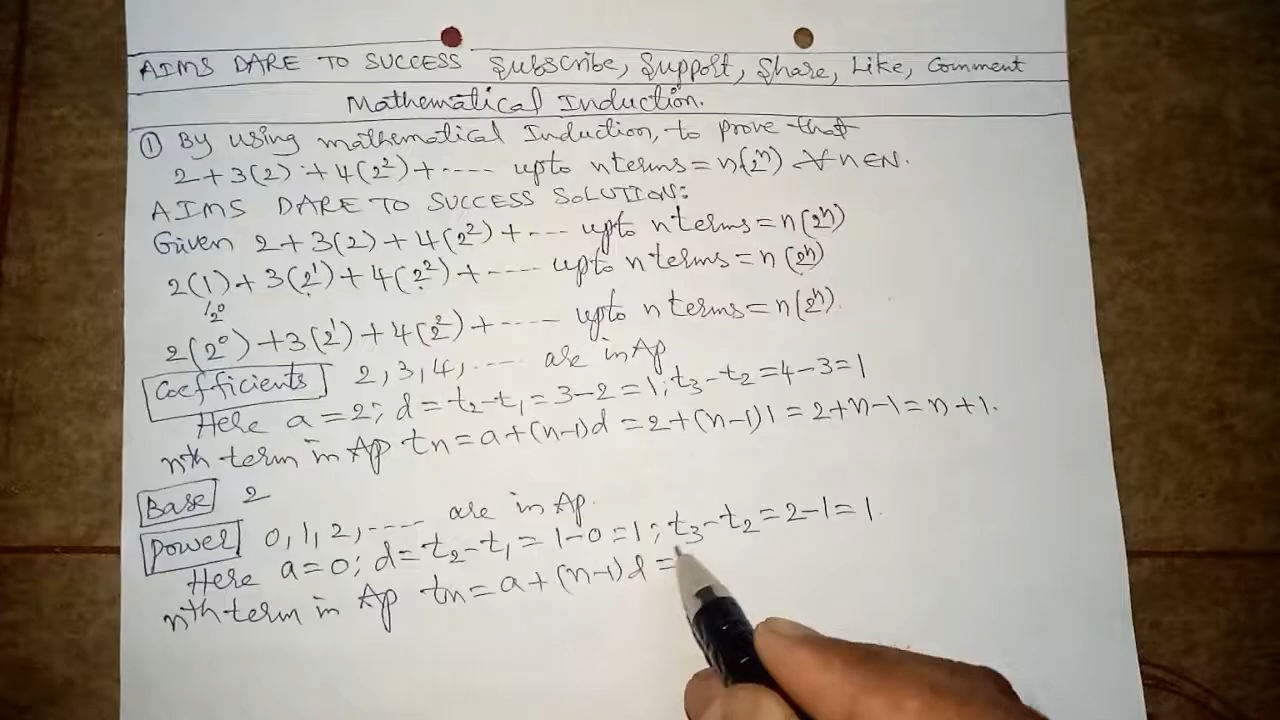 AIMS DARE TO SUCCESS Subscribe, Support, Share, Like, Comment
Mathematical Induction.
① By using mathematical Induction, to prove that
2+3(2)+4(2²)+---- upto n terms = n(2ⁿ) ∀ n ∈ N.
AIMS DARE TO SUCCESS SOLUTION:
Given 2+3(2)+4(2²)+--- upto n terms = n(2ⁿ)
2(1)+3(2¹)+4(2²)+---- upto n terms = n(2ⁿ)
2⁰
2(2⁰)+3(2¹)+4(2²)+---- upto n terms = n(2ⁿ).
Coefficients 2,3,4,---- are in AP
Here a=2; d=t₂-t₁=3-2=1; t₃-t₂=4-3=1
nth term in AP tn=a+(n-1)d=2+(n-1)1=2+n-1=n+1.
Base 2
power 0,1,2,---- are in AP.
Here a=0; d=t₂-t₁=1-0=1; t₃-t₂=2-1=1.
nth term in AP tn=a+(n-1)d=